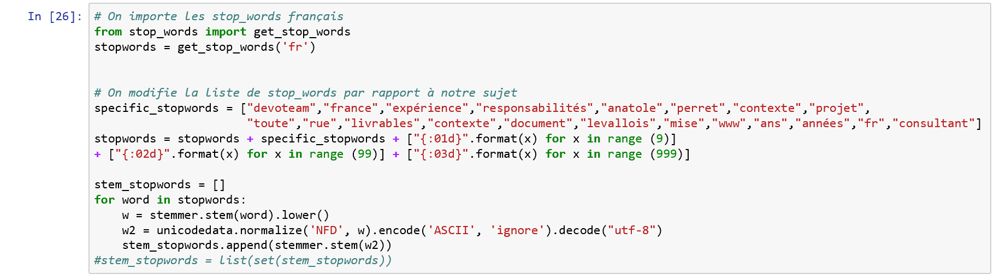 In [26]: # On importe les stop_words français
from stop_words import get_stop_words
stopwords = get_stop_words('fr')
# On modifie la liste de stop_words par rapport à notre sujet
specific_stopwords = ["devoteam","france","expérience","responsabilités","anatole","perret","contexte","projet",
"toute","rue","livrables","contexte","document","levallois","mise","www","ans","années","fr","consultant"]
stopwords = stopwords + specific_stopwords + ["{:01d}".format(x) for x in range (9)]
+ ["{:02d}".format(x) for x in range (99)] + ["{:03d}".format(x) for x in range (999)]
stem_stopwords = []
for word in stopwords:
    w = stemmer.stem(word).lower()
    w2 = unicodedata.normalize('NFD', w).encode('ASCII', 'ignore').decode("utf-8")
    stem_stopwords.append(stemmer.stem(w2))
#stem_stopwords = list(set(stem_stopwords))